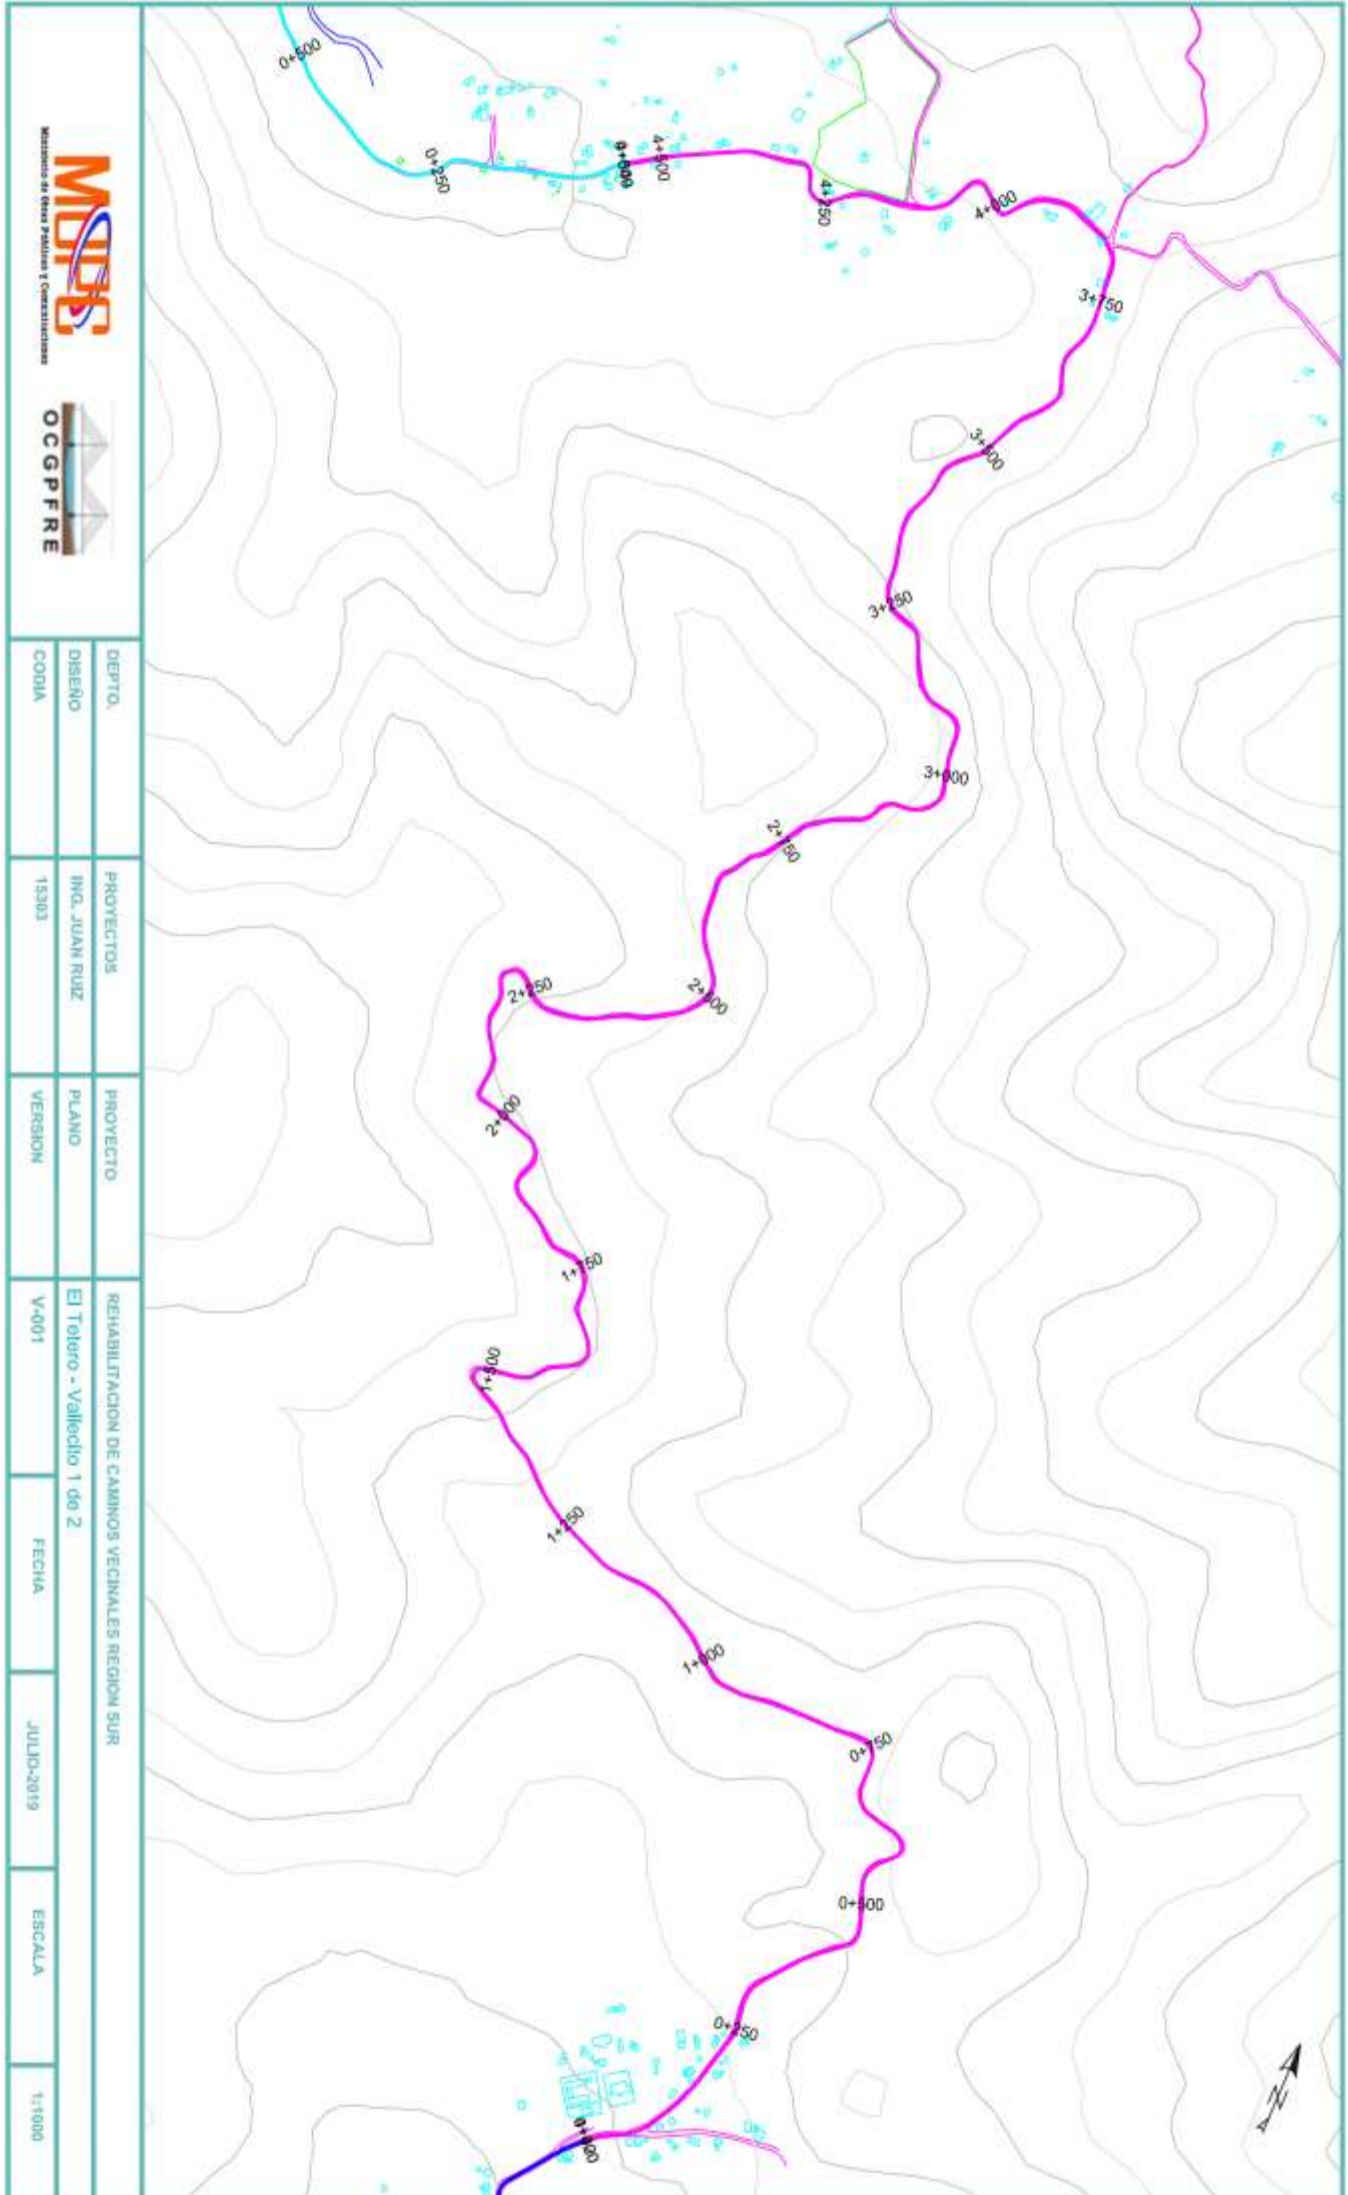 MOPC
Ministerio de Obras Públicas y Comunicaciones
OCGPFRE
DEPTO.
PROYECTOS
PROYECTO
REHABILITACION DE CAMINOS VECINALES REGION SUR
DISEÑO
ING. JUAN RUIZ
PLANO
El Tetero - Vallecito 1 de 2
CODIA
15303
VERSION
V-001
FECHA
JULIO-2019
ESCALA
1:1000
0+500
0+250
4+500
4+250
4+000
3+750
3+500
3+250
3+000
2+750
2+500
2+250
2+000
1+750
1+500
1+250
1+000
0+750
0+500
0+250
0+000
N